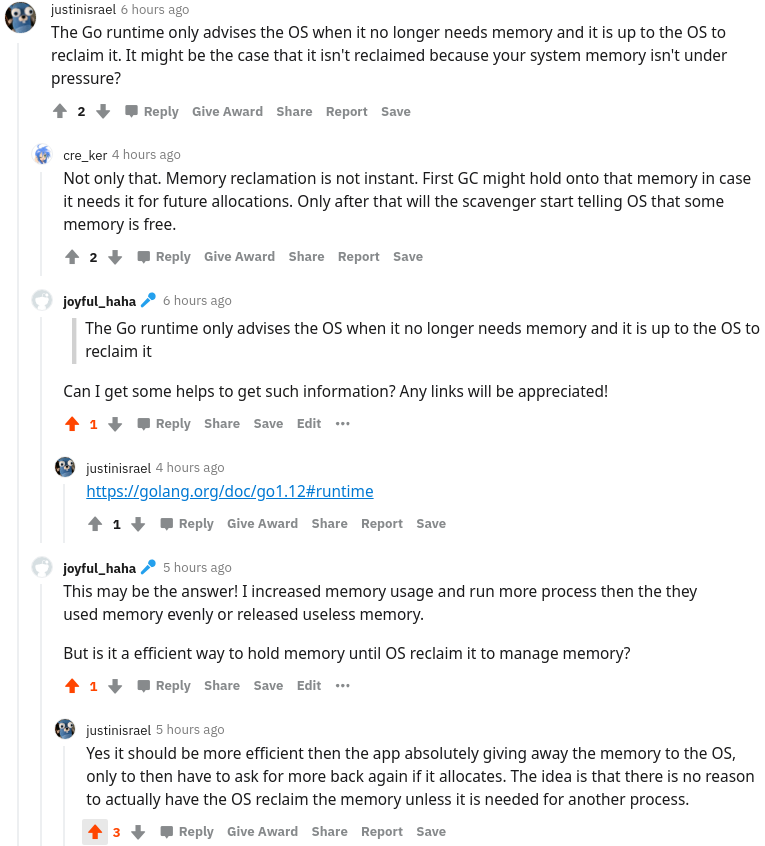 justinisrael 6 hours ago
The Go runtime only advises the OS when it no longer needs memory and it is up to the OS to
reclaim it. It might be the case that it isn't reclaimed because your system memory isn't under
pressure?
2 Reply Give Award Share Report Save
cre_ker 4 hours ago
Not only that. Memory reclamation is not instant. First GC might hold onto that memory in case
it needs it for future allocations. Only after that will the scavenger start telling OS that some
memory is free.
2 Reply Give Award Share Report Save
joyful_haha 6 hours ago
The Go runtime only advises the OS when it no longer needs memory and it is up to the OS to
reclaim it
Can I get some helps to get such information? Any links will be appreciated!
1 Reply Share Save Edit ···
justinisrael 4 hours ago
https://golang.org/doc/go1.12#runtime
1 Reply Give Award Share Report Save
joyful_haha 5 hours ago
This may be the answer! I increased memory usage and run more process then the they
used memory evenly or released useless memory.
But is it a efficient way to hold memory until OS reclaim it to manage memory?
1 Reply Share Save Edit ···
justinisrael 5 hours ago
Yes it should be more efficient then the app absolutely giving away the memory to the OS,
only to then have to ask for more back again if it allocates. The idea is that there is no reason
to actually have the OS reclaim the memory unless it is needed for another process.
3 Reply Give Award Share Report Save